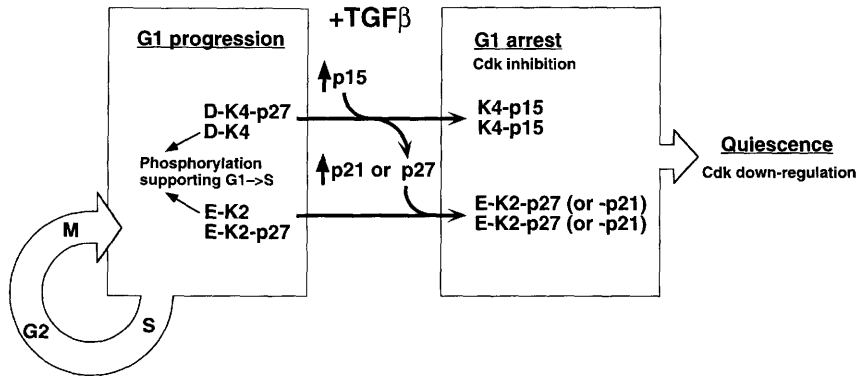 +TGFβ
G1 progression
D-K4-p27
D-K4
Phosphorylation
supporting G1->S
E-K2
E-K2-p27
p15
p21 or p27
G1 arrest
Cdk inhibition
K4-p15
K4-p15
E-K2-p27 (or -p21)
E-K2-p27 (or -p21)
Quiescence
Cdk down-regulation
M
G2
S